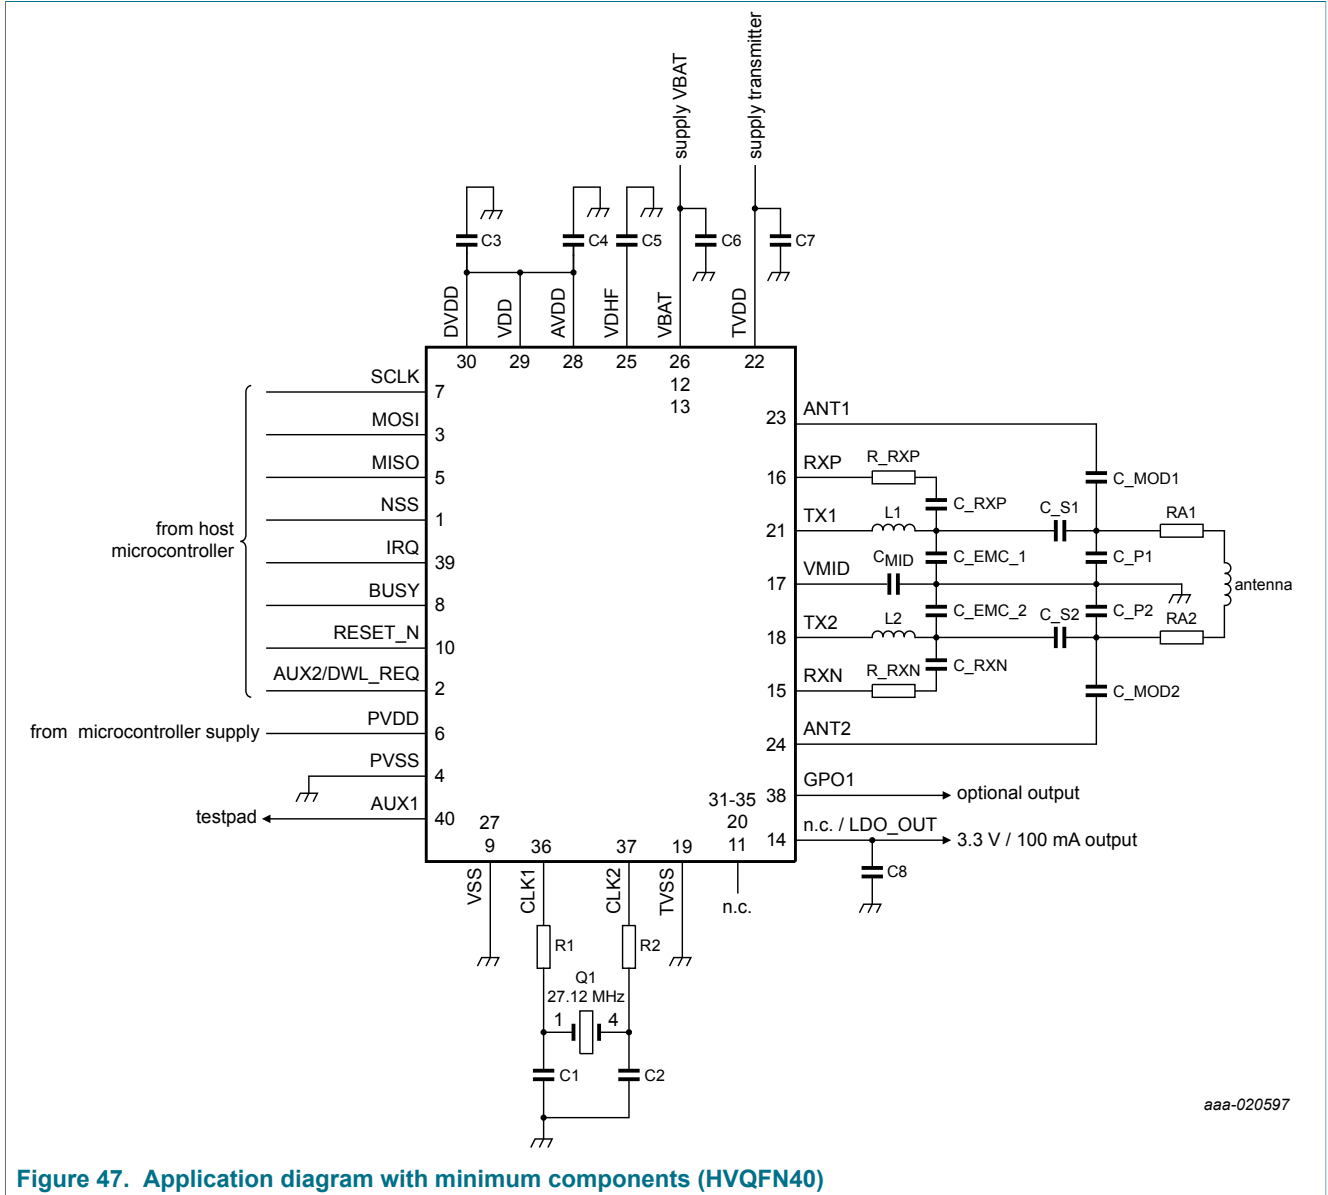 supply VBAT
supply transmitter
C3
C4
C5
C6
C7
DVDD
VDD
AVDD
VDHF
VBAT
TVDD
30
29
28
25
26
22
12
13
SCLK
7
MOSI
3
MISO
5
NSS
1
IRQ
39
BUSY
8
RESET_N
10
AUX2/DWL_REQ
2
from host
microcontroller
from microcontroller supply
PVDD
6
PVSS
4
testpad
AUX1
40
23
ANT1
16
RXP
R_RXP
C_RXP
C_MOD1
21
TX1
L1
C_S1
RA1
17
VMID
CMID
C_EMC_1
C_P1
antenna
18
TX2
L2
C_EMC_2
C_S2
C_P2
RA2
15
RXN
R_RXN
C_RXN
C_MOD2
24
ANT2
38
GPO1
optional output
14
n.c. / LDO_OUT
3.3 V / 100 mA output
C8
27
9
36
37
19
31-35
20
11
VSS
CLK1
CLK2
TVSS
n.c.
R1
R2
Q1
27.12 MHz
1
4
C1
C2
aaa-020597
Figure 47. Application diagram with minimum components (HVQFN40)